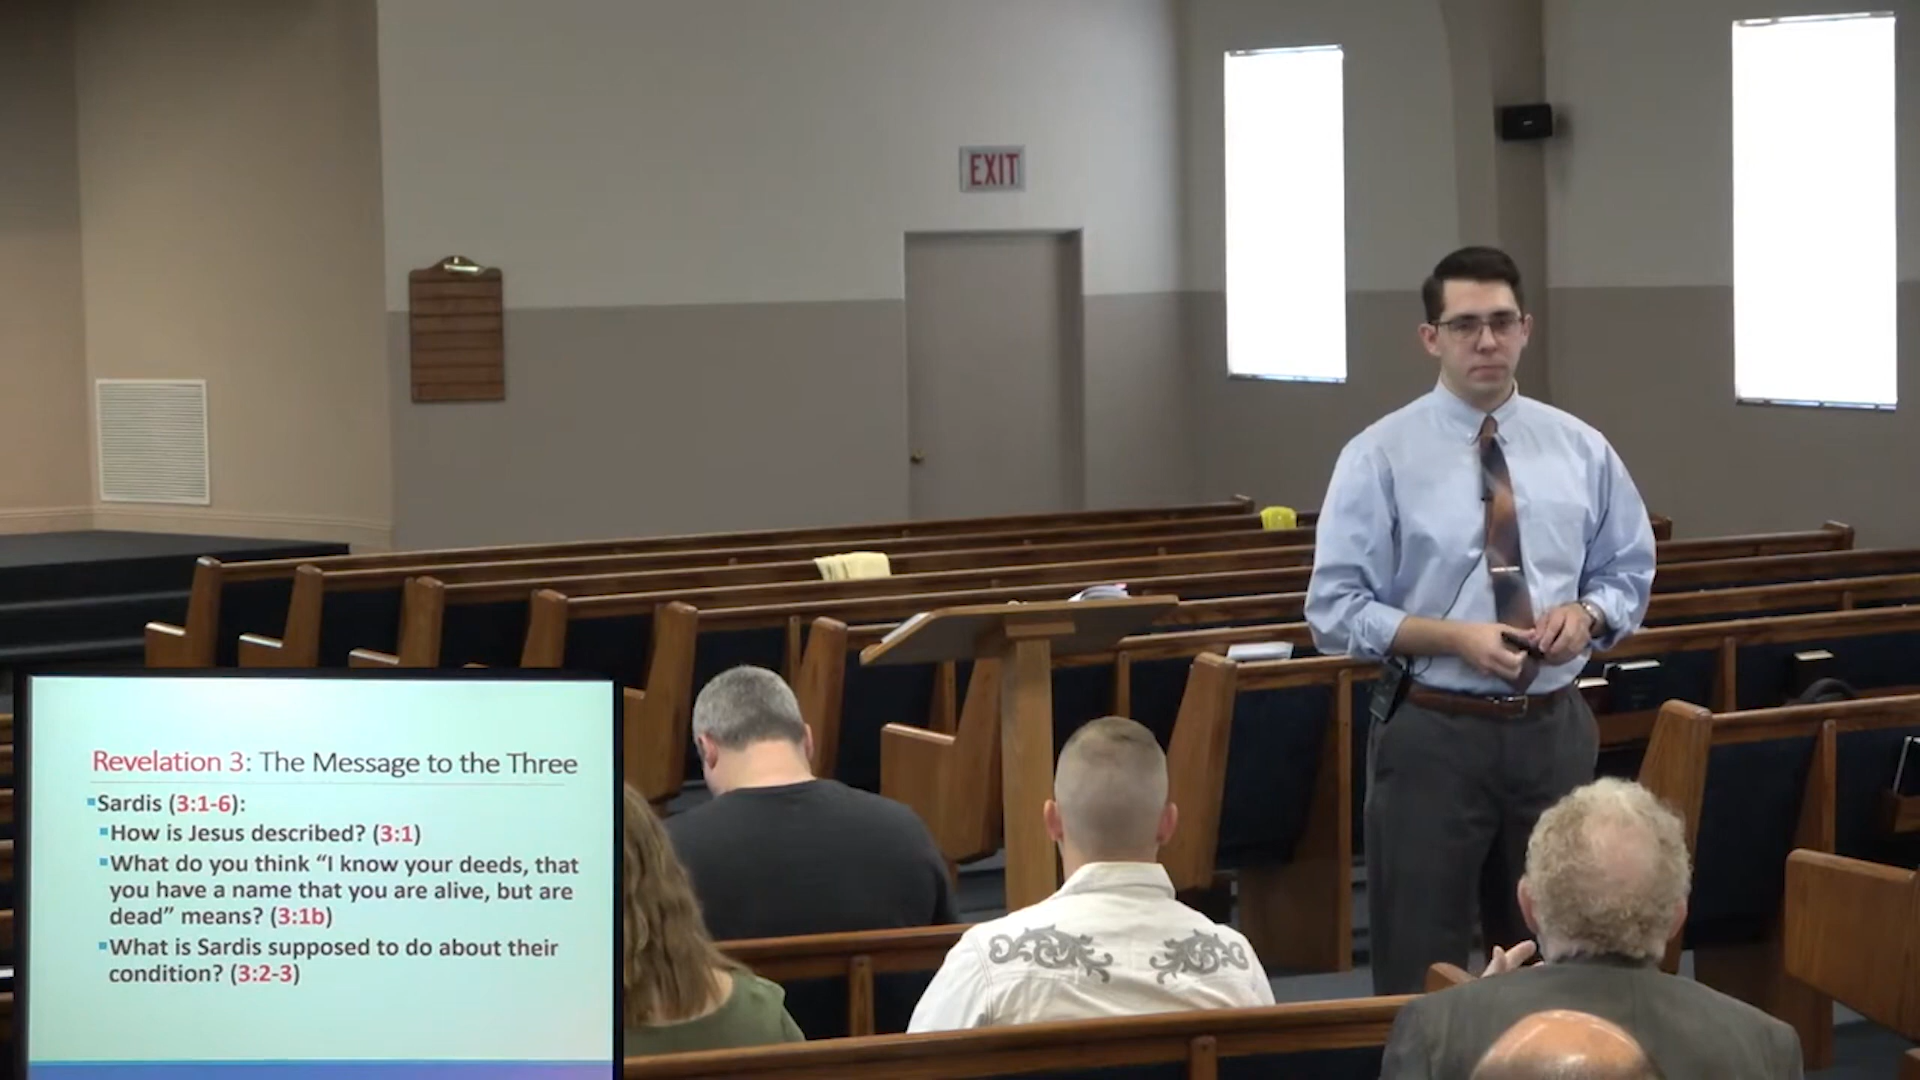 EXIT
Revelation 3: The Message to the Three
Sardis (3:1-6):
How is Jesus described? (3:1)
What do you think “I know your deeds, that
you have a name that you are alive, but are
dead” means? (3:1b)
What is Sardis supposed to do about their
condition? (3:2-3)